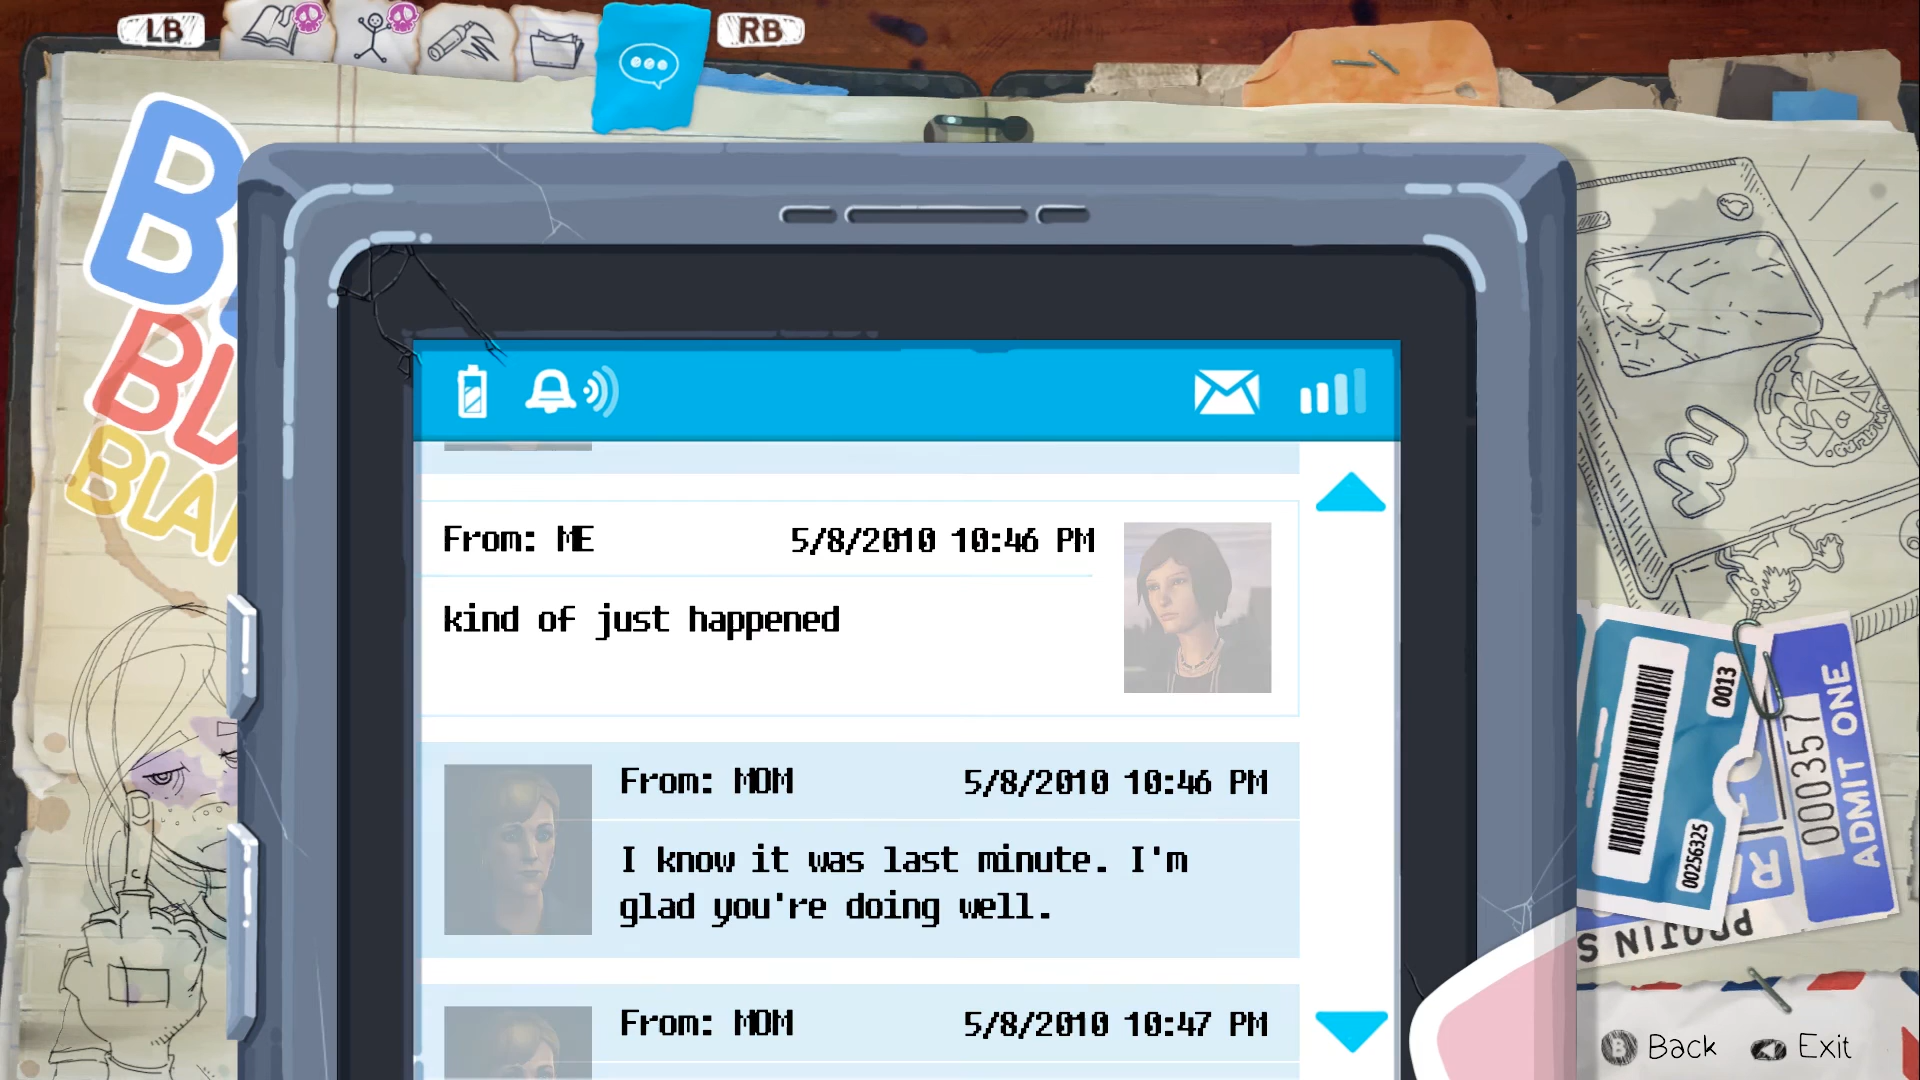 LB
RB
From: ME 5/8/2010 10:46 PM
kind of just happened
From: MOM 5/8/2010 10:46 PM
I know it was last minute. I'm
glad you're doing well.
From: MOM 5/8/2010 10:47 PM
0013
00256325
000357
ADMIT ONE
Back
Exit